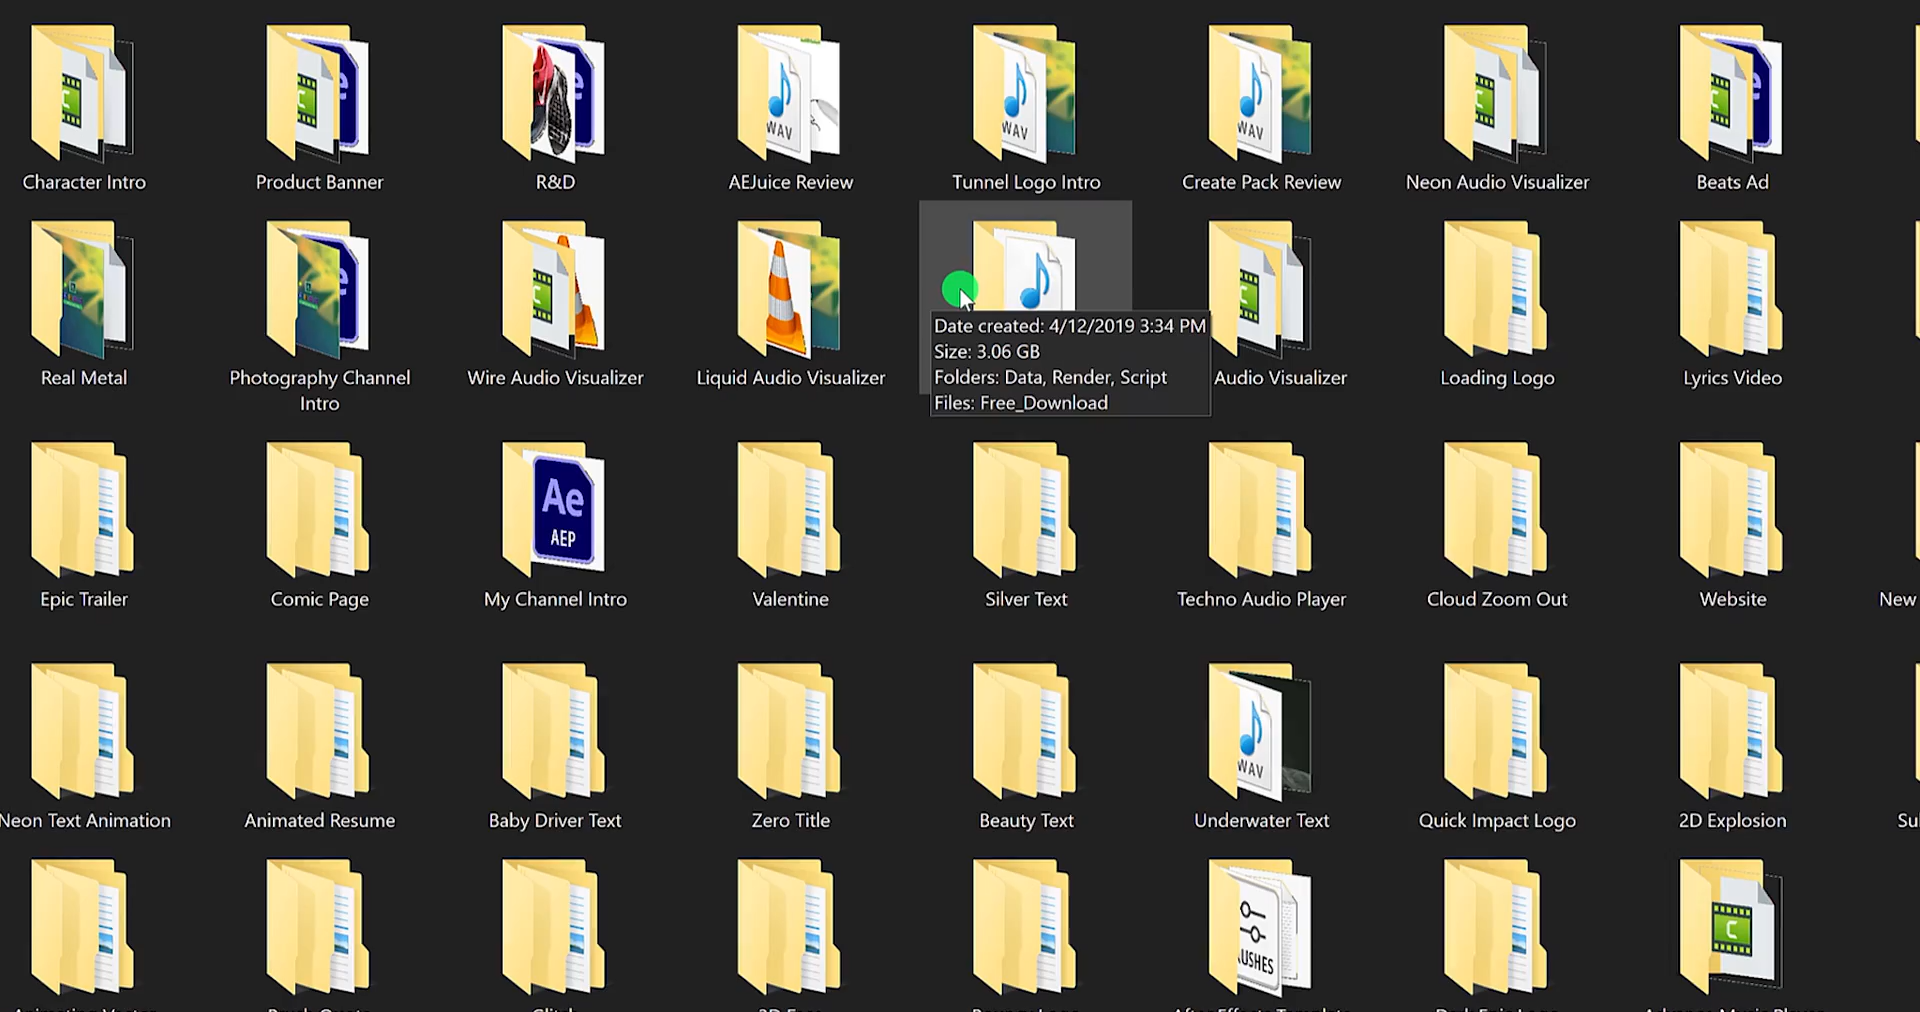 Character Intro
Product Banner
R&D
WAV
AEJuice Review
WAV
Tunnel Logo Intro
WAV
Create Pack Review
Neon Audio Visualizer
Beats Ad
Real Metal
Photography Channel
Intro
Wire Audio Visualizer
Liquid Audio Visualizer
Date created: 4/12/2019 3:34 PM
Size: 3.06 GB
Folders: Data, Render, Script
Files: Free_Download
Audio Visualizer
Loading Logo
Lyrics Video
Epic Trailer
Comic Page
Ae
AEP
My Channel Intro
Valentine
Silver Text
Techno Audio Player
Cloud Zoom Out
Website
New
Neon Text Animation
Animated Resume
Baby Driver Text
Zero Title
Beauty Text
WAV
Underwater Text
Quick Impact Logo
2D Explosion